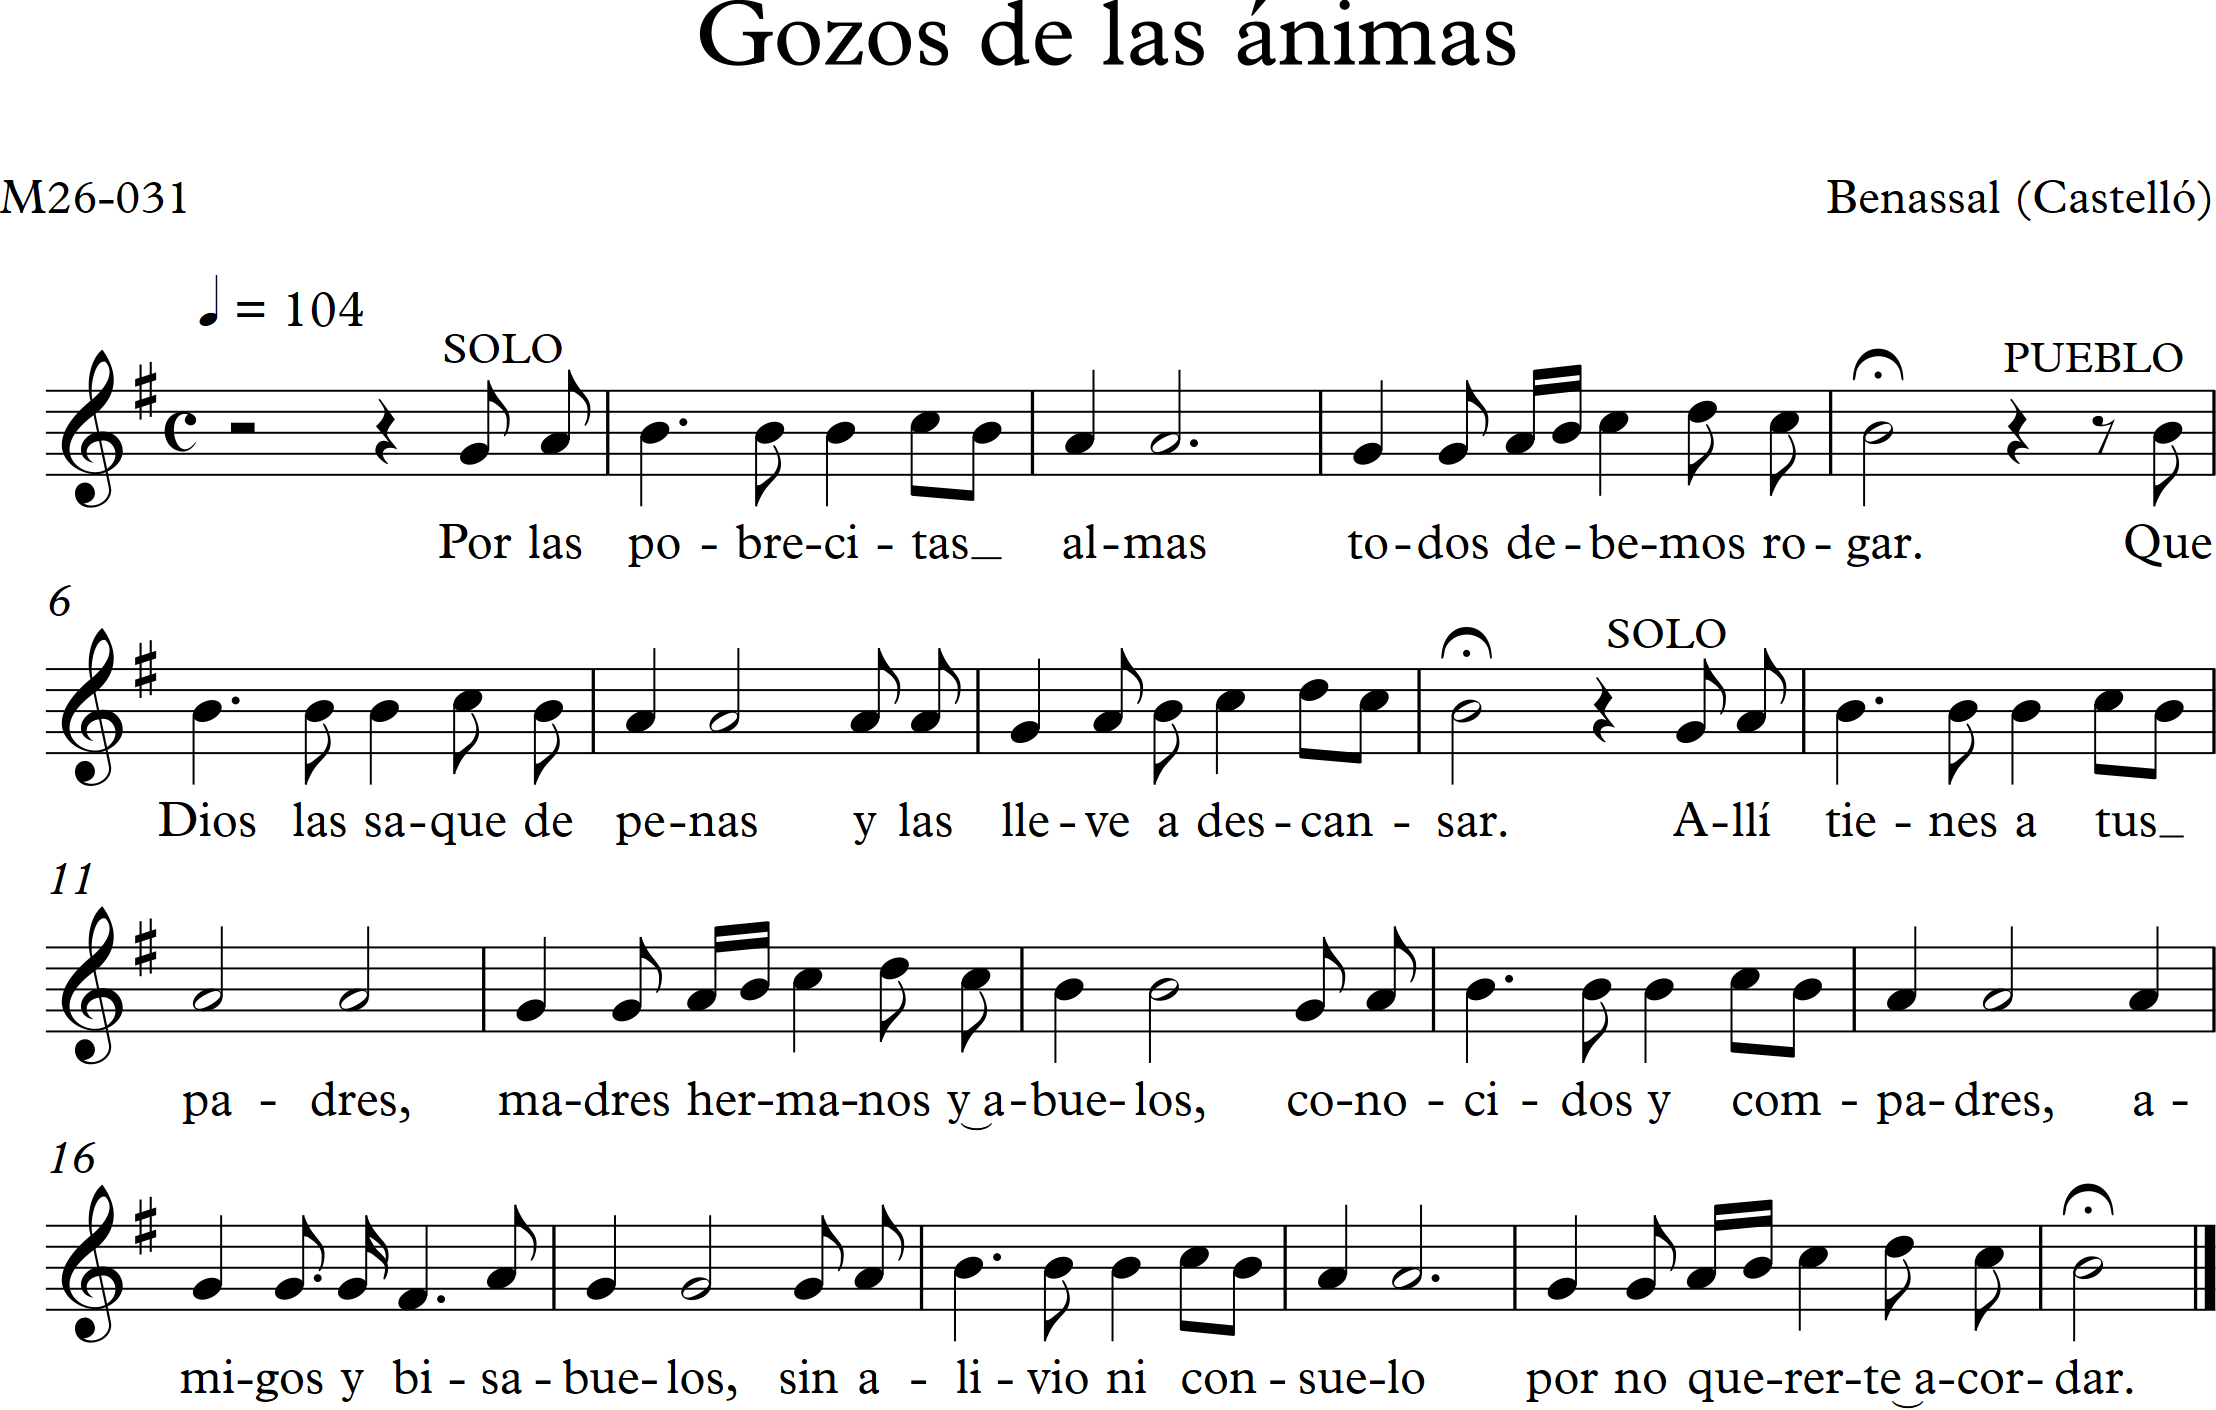 Gozos de las ánimas
M26-031
Benassal (Castelló)
= 104
SOLO
PUEBLO
Por las po - bre-ci - tas_ al-mas to-dos de-be-mos ro-gar. Que
6
SOLO
Dios las sa-que de pe-nas y las lle-ve a des-can - sar. A-llí tie - nes a tus_
11
pa - dres, ma-dres her-ma-nos y a-bue-los, co-no - ci - dos y com - pa-dres, a -
16
mi-gos y bi - sa - bue-los, sin a - li - vio ni con - sue-lo por no que-rer-te a-cor-dar.